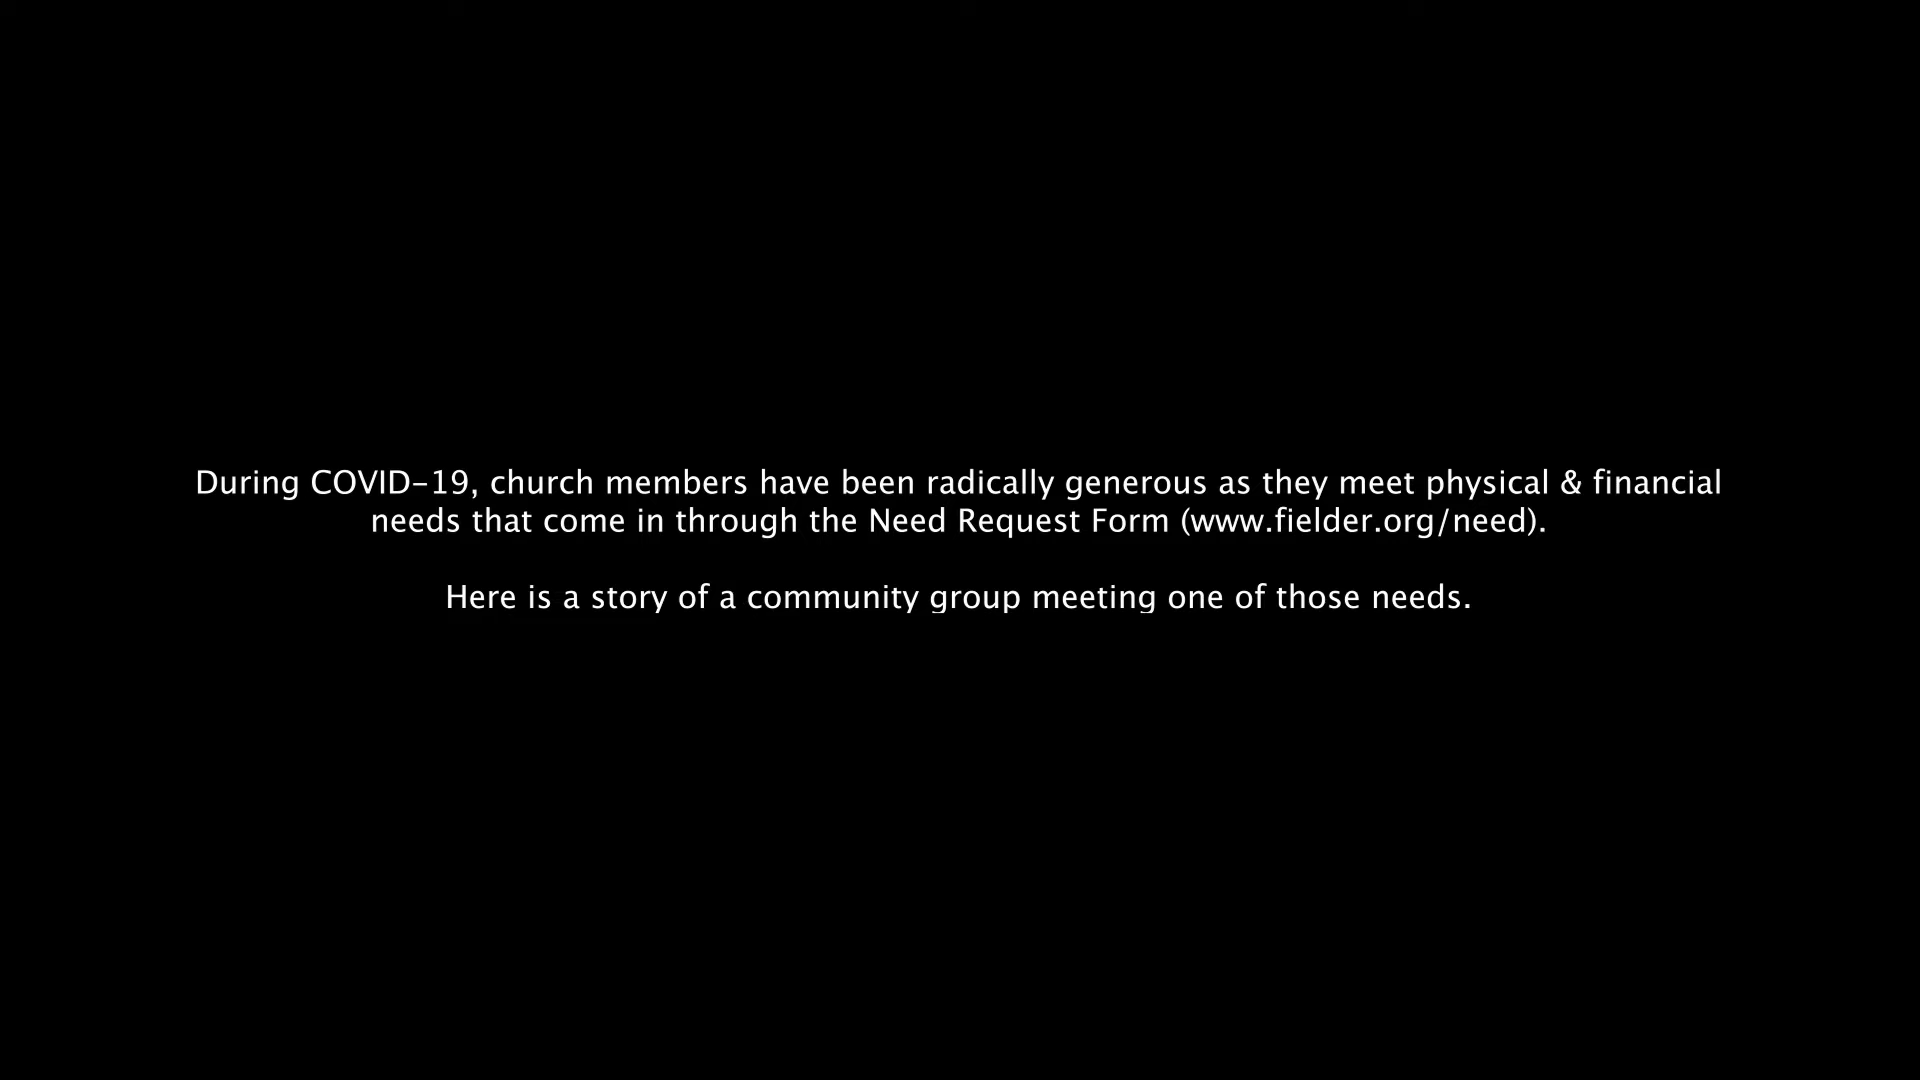 During COVID-19, church members have been radically generous as they meet physical & financial
needs that come in through the Need Request Form (www.fielder.org/need).
Here is a story of a community group meeting one of those needs.